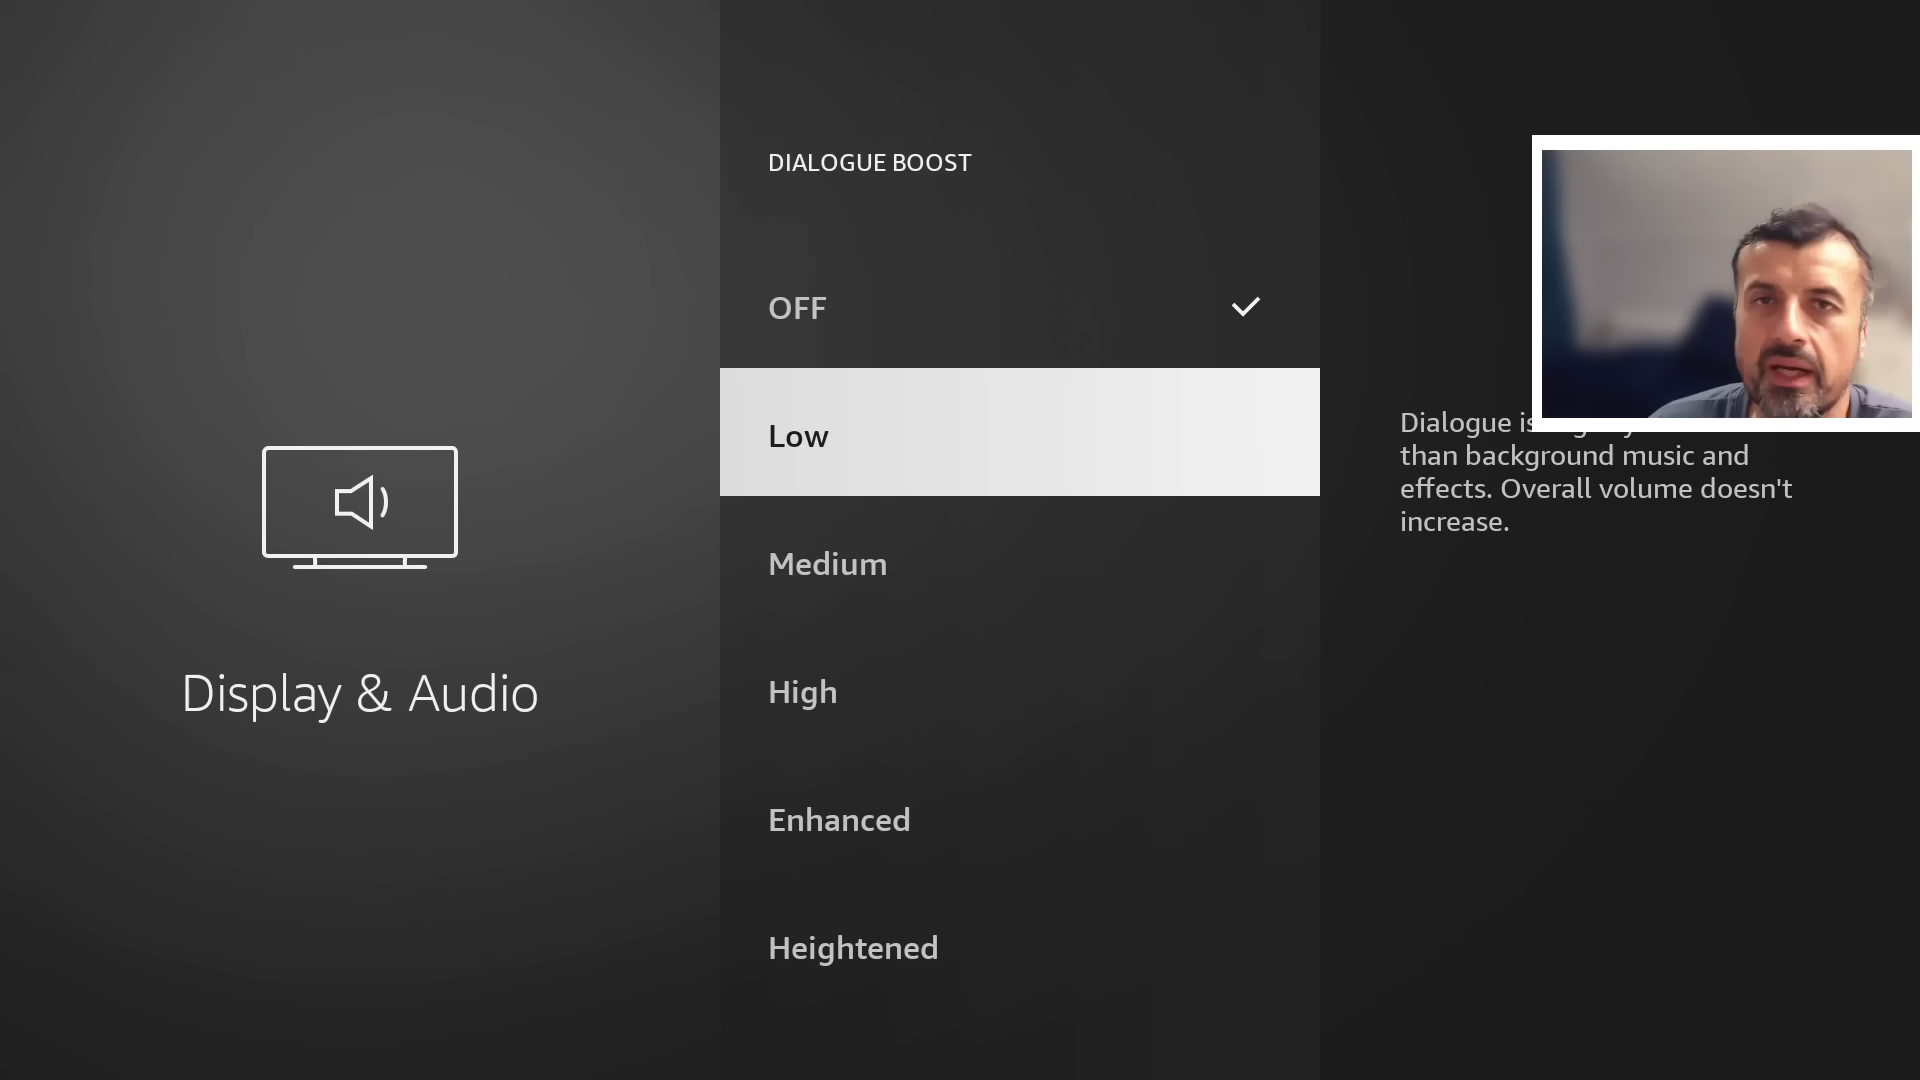 DIALOGUE BOOST
OFF
Low
Medium
High
Enhanced
Heightened
Display & Audio
Dialogue is
than background music and
effects. Overall volume doesn't
increase.